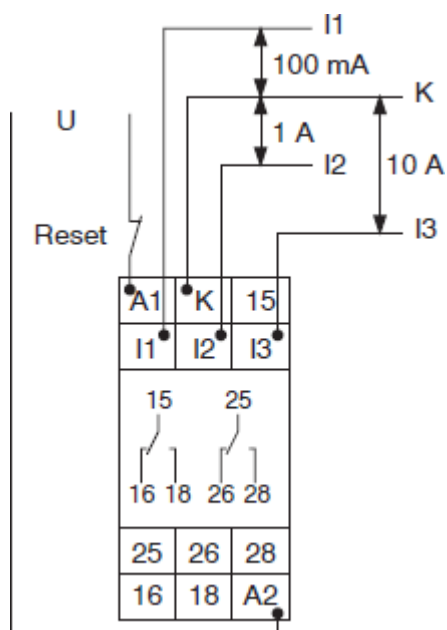 I1
100 mA
K
U
1 A
I2
10 A
Reset
I3
A1 K 15
I1 I2 I3
15 25
16 18 26 28
25 26 28
16 18 A2